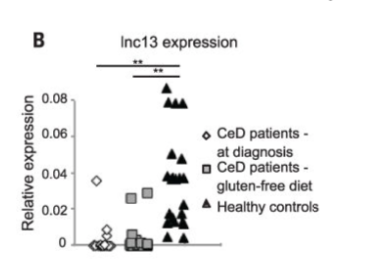 B
lnc13 expression
**
**
Relative expression
0.08
0.06
0.04
0.02
0
CeD patients -
at diagnosis
CeD patients -
gluten-free diet
Healthy controls